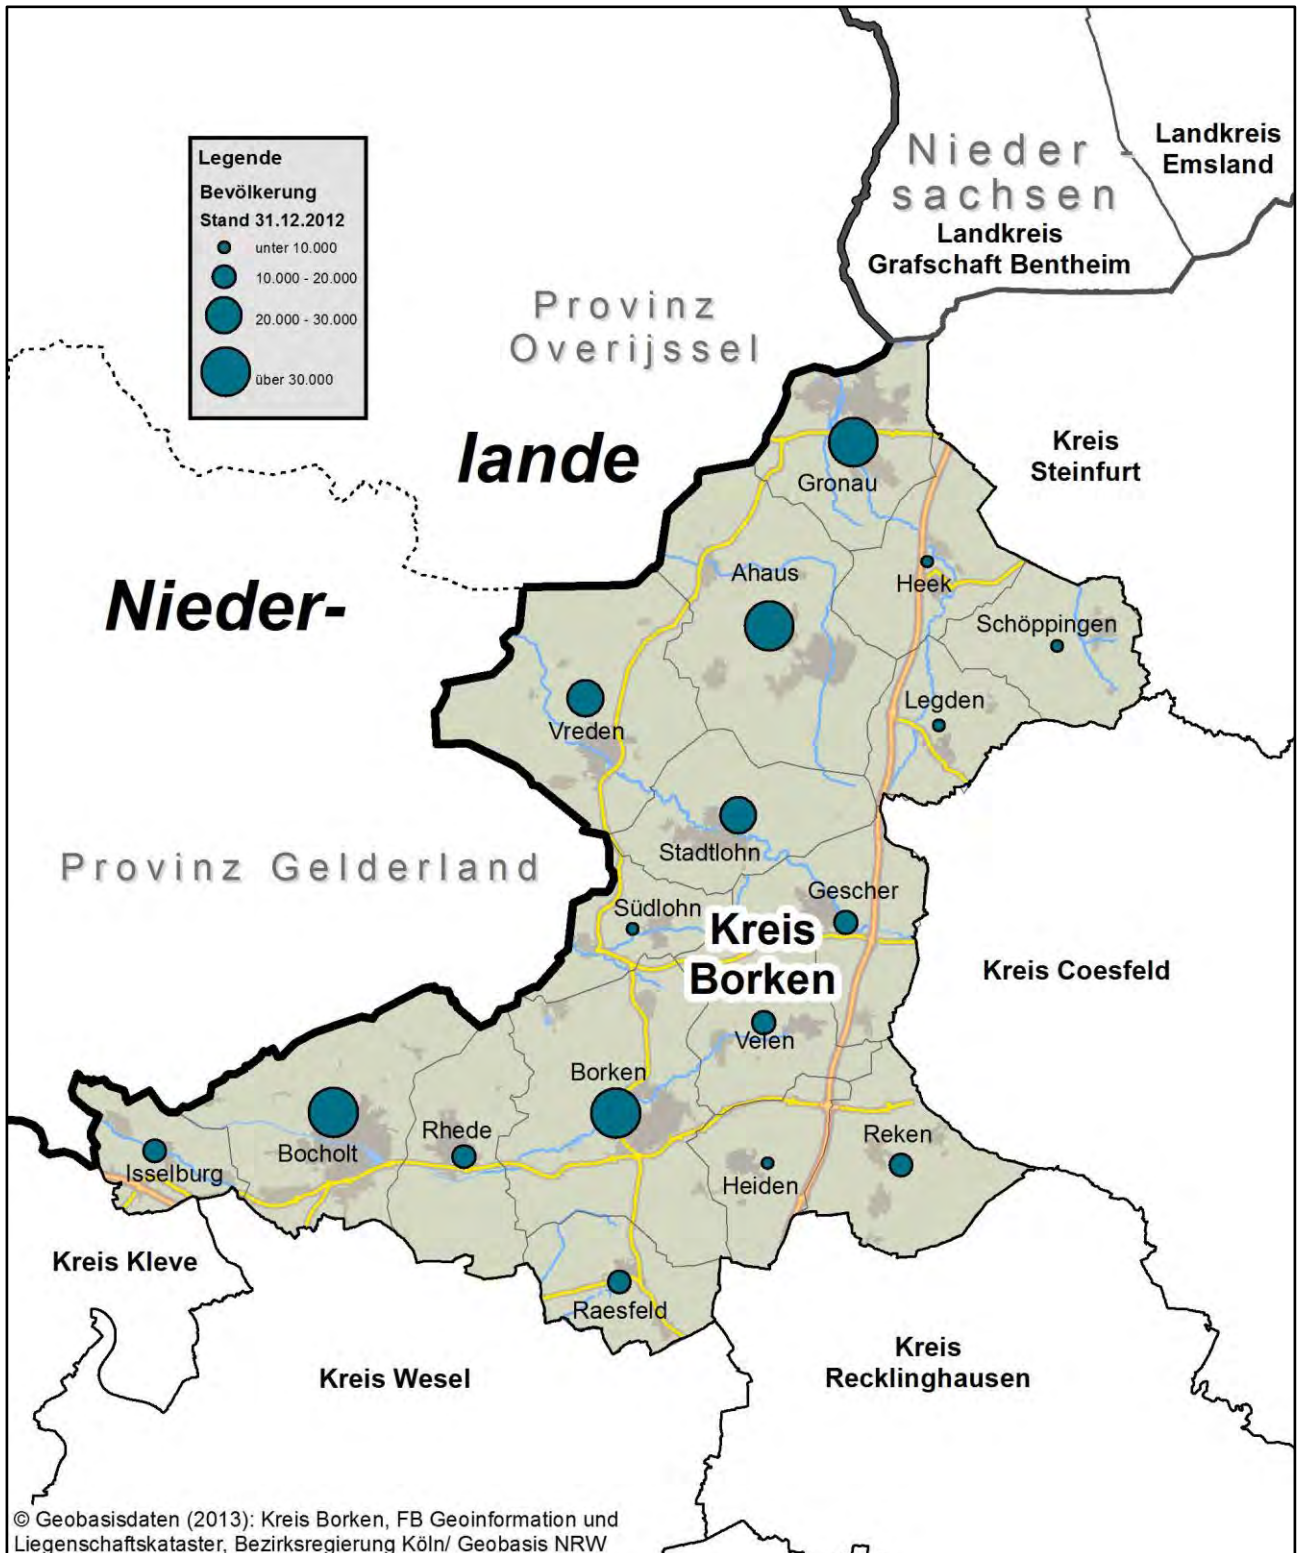 Legende
Bevölkerung
Stand 31.12.2012
unter 10.000
10.000 - 20.000
20.000 - 30.000
über 30.000
Nieder
sachsen
Landkreis
Grafschaft Bentheim
Landkreis
Emsland
Provinz
Overijssel
lande
Nieder-
Kreis
Steinfurt
Gronau
Ahaus
Heek
Schöppingen
Legden
Vreden
Stadtlohn
Provinz Gelderland
Gescher
Südlohn
Kreis
Borken
Kreis Coesfeld
Velen
Borken
Rhede
Bocholt
Isselburg
Reken
Heiden
Raesfeld
Kreis Kleve
Kreis Wesel
Kreis
Recklinghausen
© Geobasisdaten (2013): Kreis Borken, FB Geoinformation und
Liegenschaftskataster, Bezirksregierung Köln/ Geobasis NRW